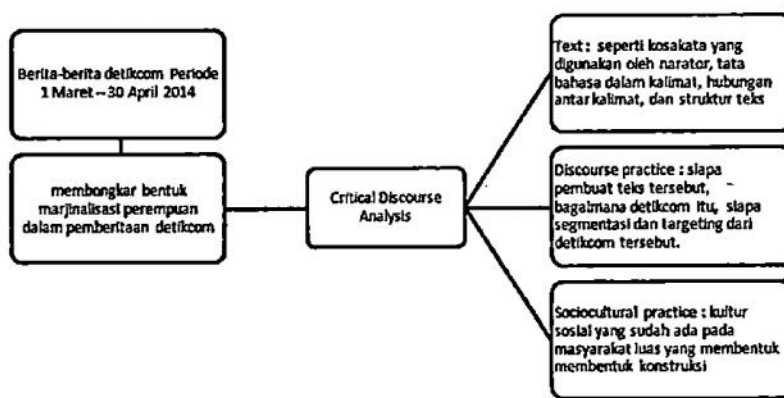 Berita-berita detikcom Periode
1 Maret – 30 April 2014
membongkar bentuk
marjinalisasi perempuan
dalam pemberitaan detikcom
Critical Discourse
Analysis
Text : seperti kosakata yang
digunakan oleh narator, tata
bahasa dalam kalimat, hubungan
antar kalimat, dan struktur teks
Discourse practice : siapa
pembuat teks tersebut,
bagaimana detikcom itu, siapa
segmentasi dan targeting dari
detikcom tersebut.
Sociocultural practice : kultur
sosial yang sudah ada pada
masyarakat luas yang membentuk
membentuk konstruksi